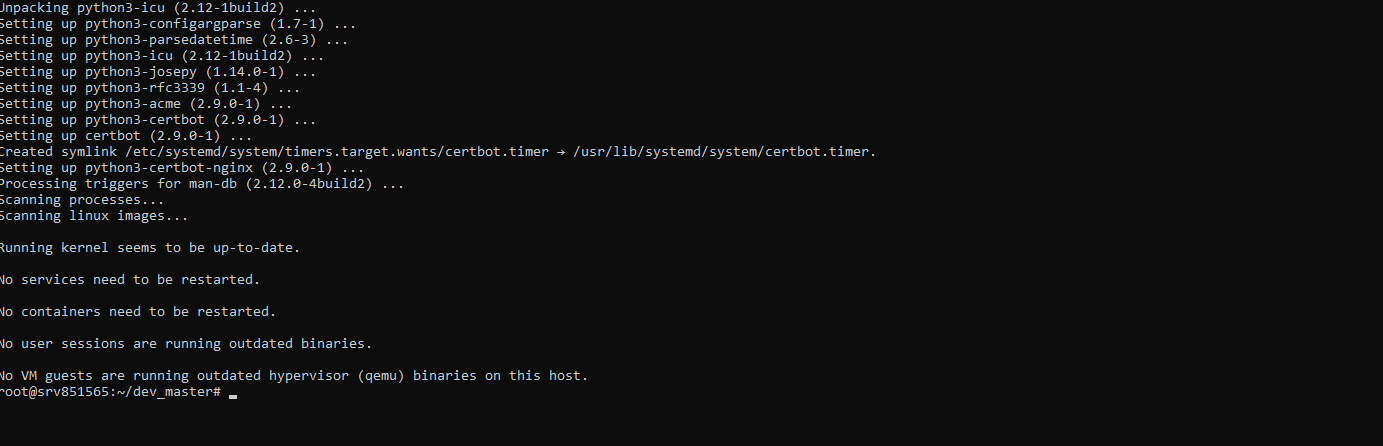 Unpacking python3-icu (2.12-1build2) ...
Setting up python3-configargparse (1.7-1) ...
Setting up python3-parsedatetime (2.6-3) ...
Setting up python3-icu (2.12-1build2) ...
Setting up python3-josepy (1.14.0-1) ...
Setting up python3-rfc3339 (1.1-4) ...
Setting up python3-acme (2.9.0-1) ...
Setting up python3-certbot (2.9.0-1) ...
Setting up certbot (2.9.0-1) ...
Created symlink /etc/systemd/system/timers.target.wants/certbot.timer → /usr/lib/systemd/system/certbot.timer.
Setting up python3-certbot-nginx (2.9.0-1) ...
Processing triggers for man-db (2.12.0-4build2) ...
Scanning processes...
Scanning linux images...
Running kernel seems to be up-to-date.
No services need to be restarted.
No containers need to be restarted.
No user sessions are running outdated binaries.
No VM guests are running outdated hypervisor (qemu) binaries on this host.
root@srv851565:~/dev_master#